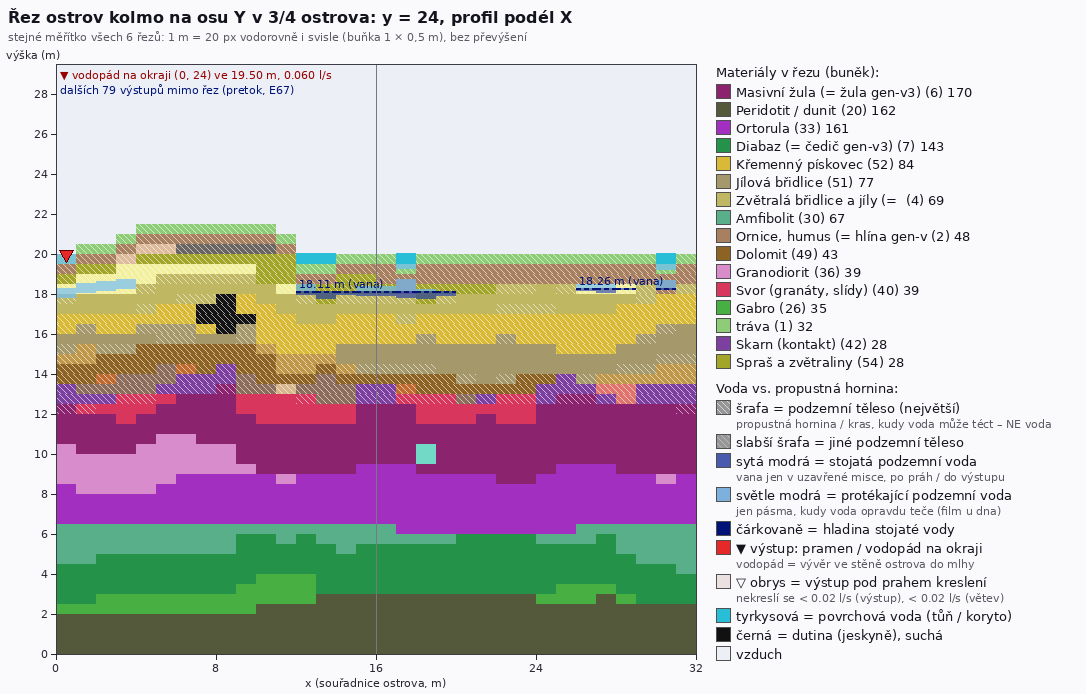 Řez ostrov kolmo na osu Y v 3/4 ostrova: y = 24, profil podél X
stejné měřítko všech 6 řezů: 1 m = 20 px vodorovně i svisle (buňka 1 × 0,5 m), bez převýšení
výška (m)
▼ vodopád na okraji (0, 24) ve 19.50 m, 0.060 l/s
dalších 79 výstupů mimo řez (pretok, E67)
28
26
24
22
20
18
16
14
12
10
8
6
4
2
0
18.11 m (vana)
18.26 m (vana)
0
8
16
24
32
x (souřadnice ostrova, m)
Materiály v řezu (buněk):
Masivní žula (= žula gen-v3) (6) 170
Peridotit / dunit (20) 162
Ortorula (33) 161
Diabaz (= čedič gen-v3) (7) 143
Křemenný pískovec (52) 84
Jílová břidlice (51) 77
Zvětralá břidlice a jíly (=  (4) 69
Amfibolit (30) 67
Ornice, humus (= hlína gen-v (2) 48
Dolomit (49) 43
Granodiorit (36) 39
Svor (granáty, slídy) (40) 39
Gabro (26) 35
tráva (1) 32
Skarn (kontakt) (42) 28
Spraš a zvětraliny (54) 28
Voda vs. propustná hornina:
šrafa = podzemní těleso (největší)
propustná hornina / kras, kudy voda může téct – NE voda
slabší šrafa = jiné podzemní těleso
sytá modrá = stojatá podzemní voda
vana jen v uzavřené misce, po práh / do výstupu
světle modrá = protékající podzemní voda
jen pásma, kudy voda opravdu teče (film u dna)
čárkovaně = hladina stojaté vody
▼ výstup: pramen / vodopád na okraji
vodopád = vývěr ve stěně ostrova do mlhy
▽ obrys = výstup pod prahem kreslení
nekreslí se < 0.02 l/s (výstup), < 0.02 l/s (větev)
tyrkysová = povrchová voda (tůň / koryto)
černá = dutina (jeskyně), suchá
vzduch